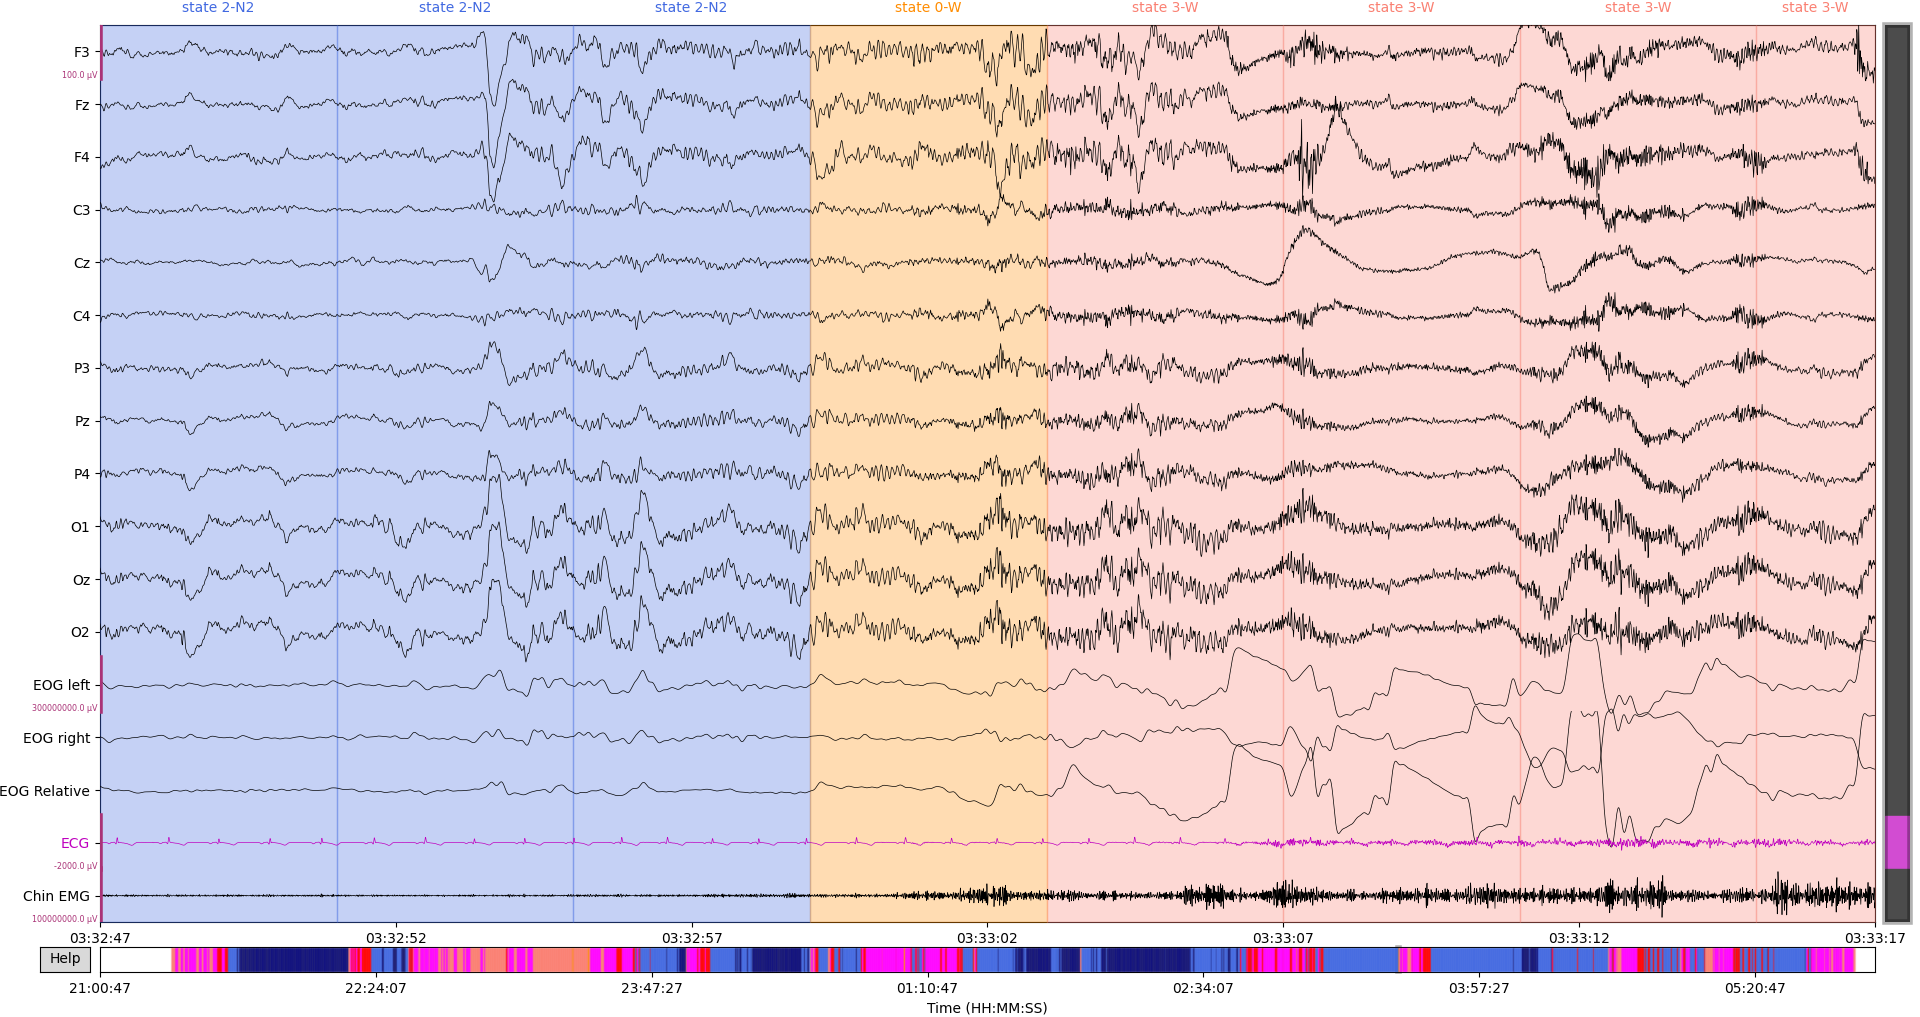 state 2-N2 state 2-N2 state 2-N2 state 0-W state 3-W state 3-W state 3-W state 3-W
F3
100.0 µV
Fz
F4
C3
Cz
C4
P3
Pz
P4
O1
Oz
O2
EOG left
300000000.0 µV
EOG right
EOG Relative
ECG
-2000.0 µV
Chin EMG
100000000.0 µV
03:32:47 03:32:52 03:32:57 03:33:02 03:33:07 03:33:12 03:33:17
Help
21:00:47 22:24:07 23:47:27 01:10:47 02:34:07 03:57:27 05:20:47
Time (HH:MM:SS)